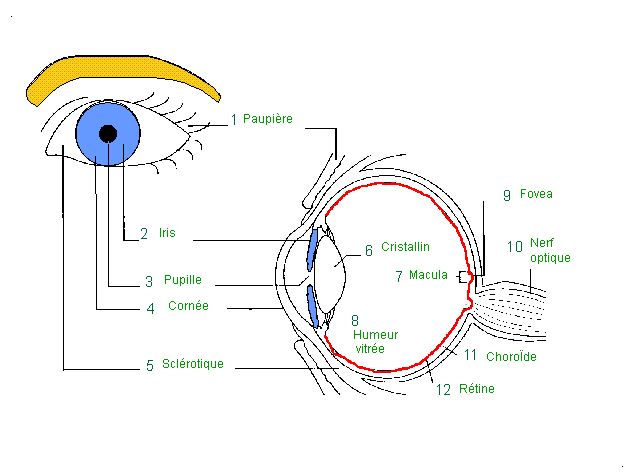 1 Paupière
2 Iris
3 Pupille
4 Cornée
5 Sclérotique
6 Cristallin
7 Macula
8
Humeur
vitrée
9 Fovea
10 Nerf
optique
11 ChoroÏde
12 Rétine